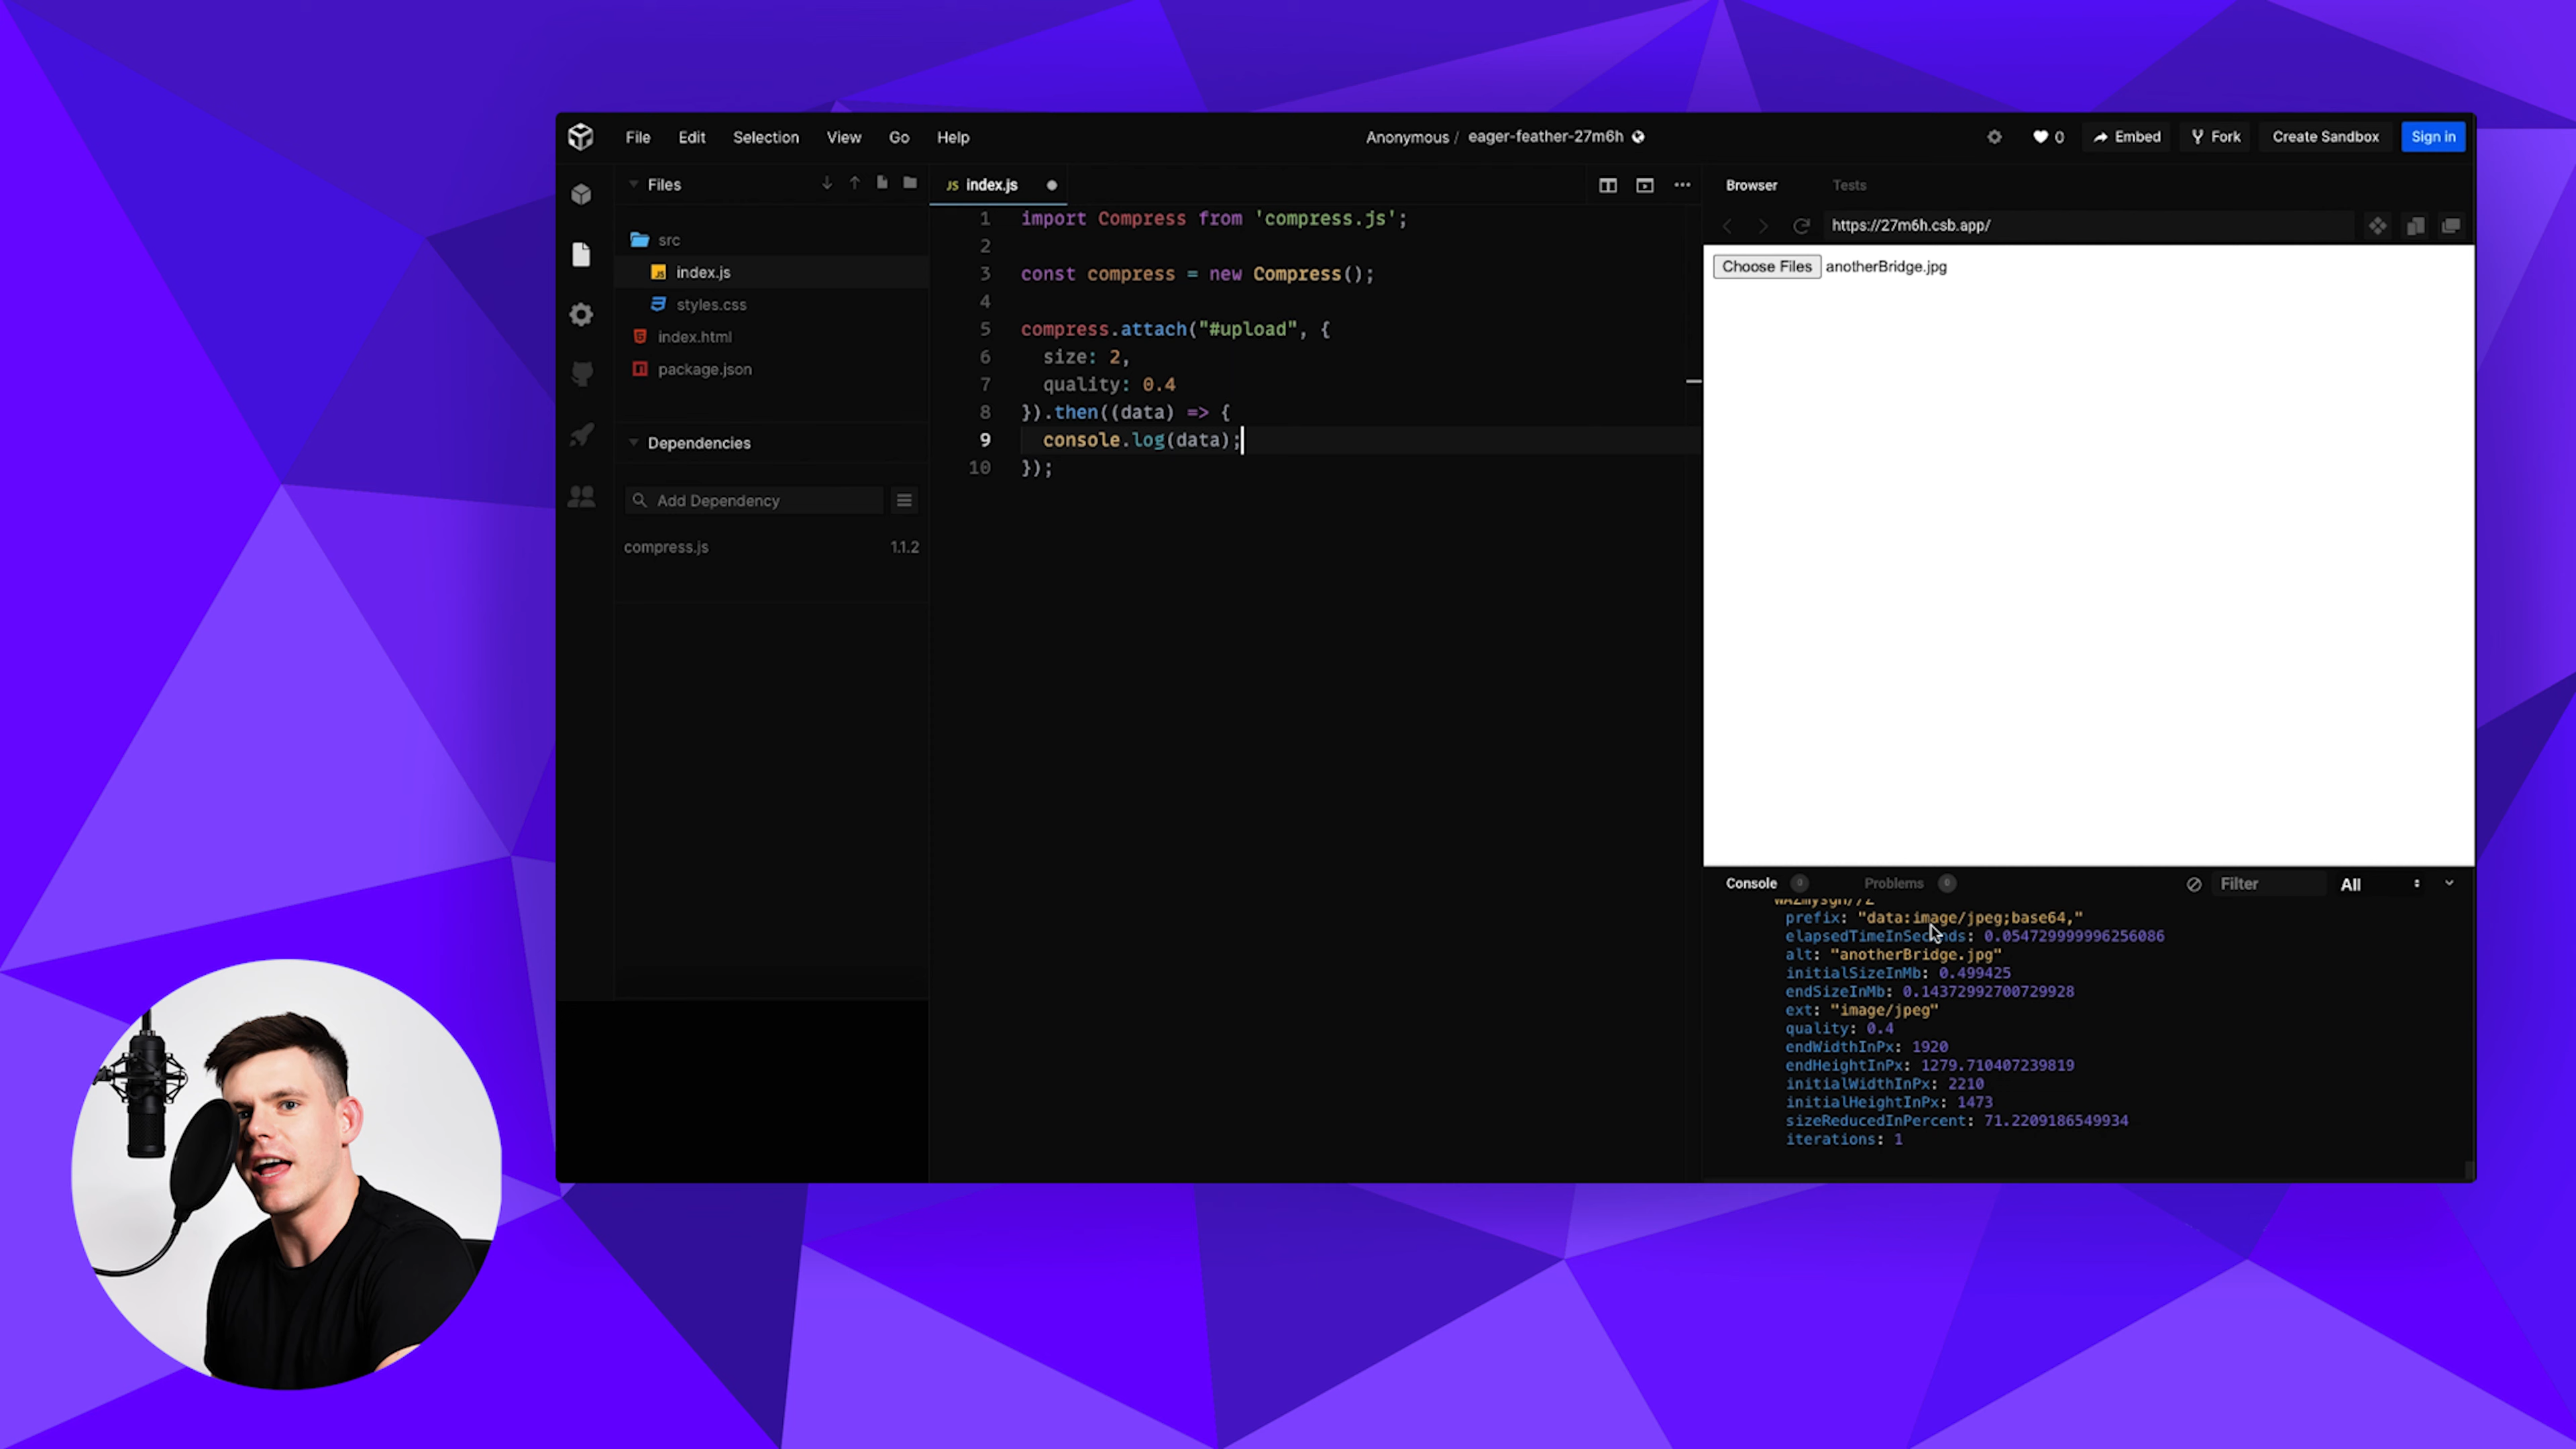 File Edit Selection View Go Help
Anonymous / eager-feather-27m6h
0 Embed Fork Create Sandbox Sign in
Files
src
index.js
styles.css
index.html
package.json
Dependencies
Add Dependency
compress.js 1.1.2
JS index.js
1 import Compress from 'compress.js';
2
3 const compress = new Compress();
4
5 compress.attach("#upload", {
6 size: 2,
7 quality: 0.4
8 }).then((data) => {
9 console.log(data);
10 });
Browser Tests
https://27m6h.csb.app/
Choose Files anotherBridge.jpg
Console 0 Problems 0 Filter All
prefix: "data:image/jpeg;base64,"
elapsedTimeInSeconds: 0.054729999996256086
alt: "anotherBridge.jpg"
initialSizeInMb: 0.499425
endSizeInMb: 0.14372992700729928
ext: "image/jpeg"
quality: 0.4
endWidthInPx: 1920
endHeightInPx: 1279.710407239819
initialWidthInPx: 2210
initialHeightInPx: 1473
sizeReducedInPercent: 71.2209186549934
iterations: 1